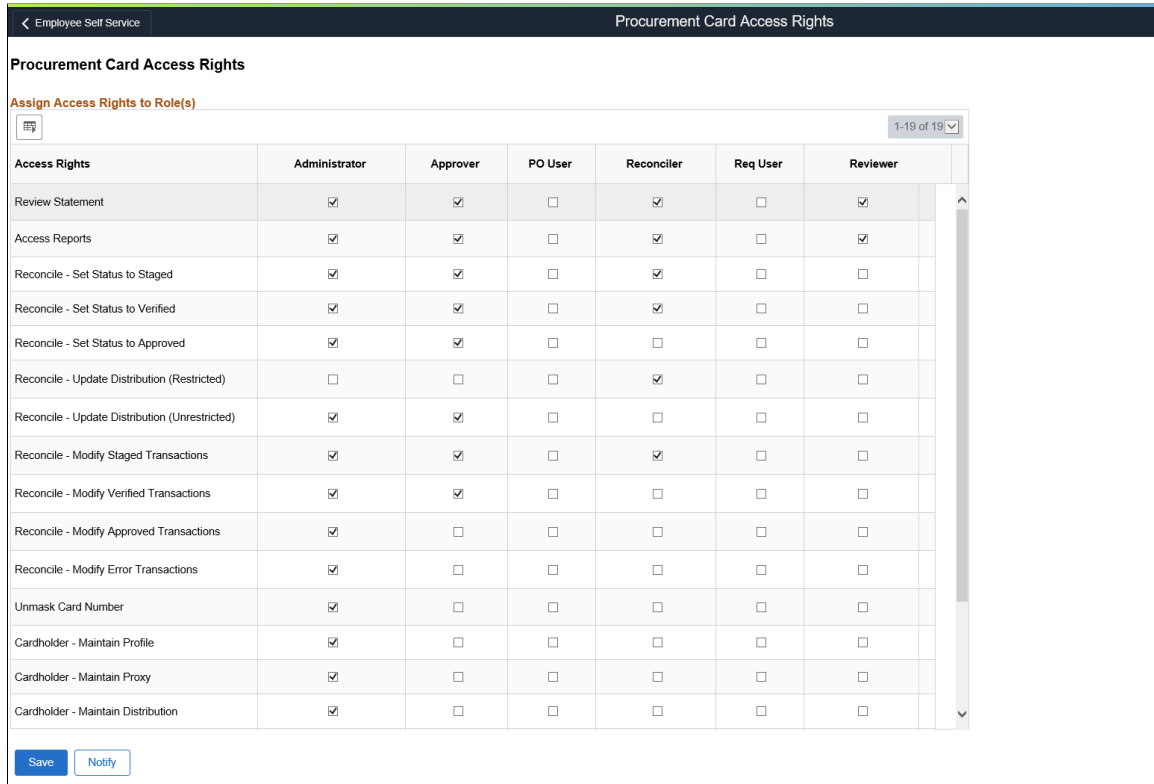 Employee Self Service
Procurement Card Access Rights
Procurement Card Access Rights
Assign Access Rights to Role(s)
1-19 of 19
Access Rights Administrator Approver PO User Reconciler Req User Reviewer
Review Statement
Access Reports
Reconcile - Set Status to Staged
Reconcile - Set Status to Verified
Reconcile - Set Status to Approved
Reconcile - Update Distribution (Restricted)
Reconcile - Update Distribution (Unrestricted)
Reconcile - Modify Staged Transactions
Reconcile - Modify Verified Transactions
Reconcile - Modify Approved Transactions
Reconcile - Modify Error Transactions
Unmask Card Number
Cardholder - Maintain Profile
Cardholder - Maintain Proxy
Cardholder - Maintain Distribution
Save Notify